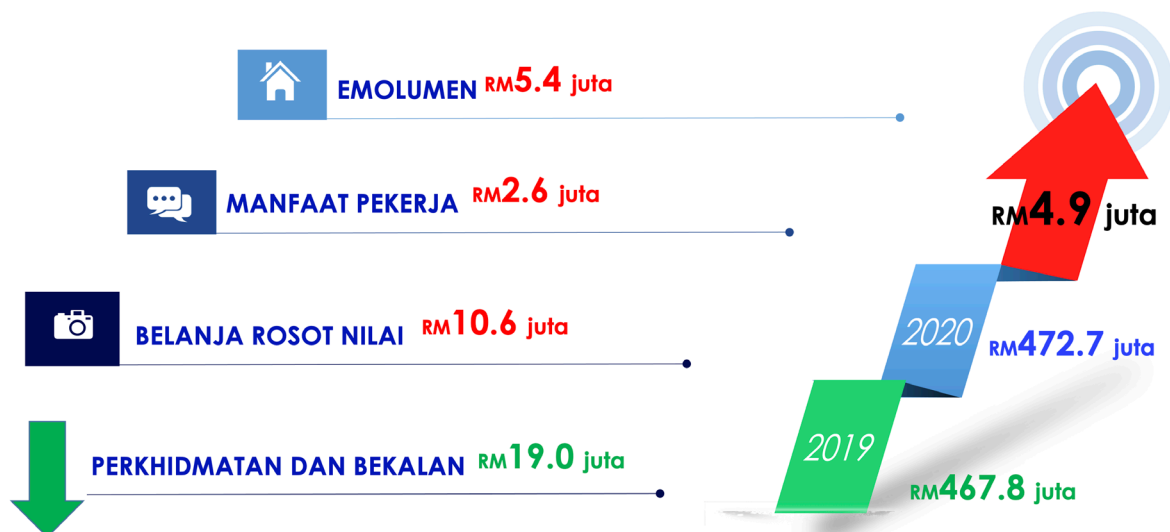 EMOLUMEN RM5.4 juta
MANFAAT PEKERJA RM2.6 juta
RM4.9 juta
BELANJA ROSOT NILAI RM10.6 juta
2020 RM472.7 juta
PERKHIDMATAN DAN BEKALAN RM19.0 juta
2019
RM467.8 juta